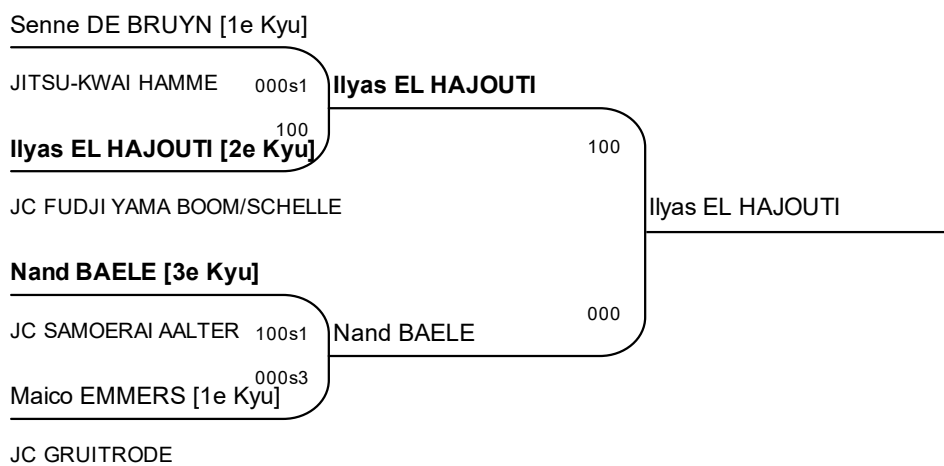 Senne DE BRUYN [1e Kyu]
JITSU-KWAI HAMME 000s1
Ilyas EL HAJOUTI
100
Ilyas EL HAJOUTI [2e Kyu]
100
JC FUDJI YAMA BOOM/SCHELLE
Ilyas EL HAJOUTI
Nand BAELE [3e Kyu]
000
JC SAMOERAI AALTER 100s1
Nand BAELE
000s3
Maico EMMERS [1e Kyu]
JC GRUITRODE